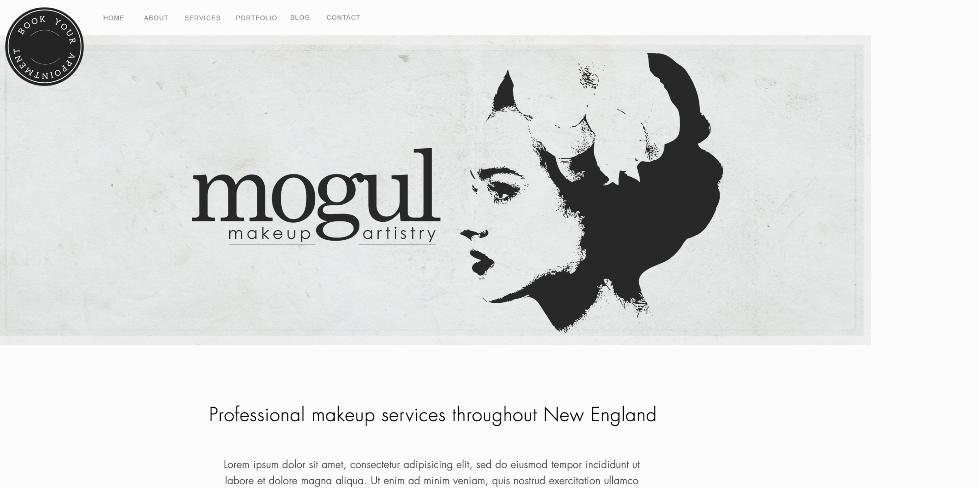 BOOK YOUR APPOINTMENT
HOME ABOUT SERVICES PORTFOLIO BLOG CONTACT
mogul
makeup artistry
Professional makeup services throughout New England
Lorem ipsum dolor sit amet, consectetur adipisicing elit, sed do eiusmod tempor incididunt ut
labore et dolore magna aliqua. Ut enim ad minim veniam, quis nostrud exercitation ullamco